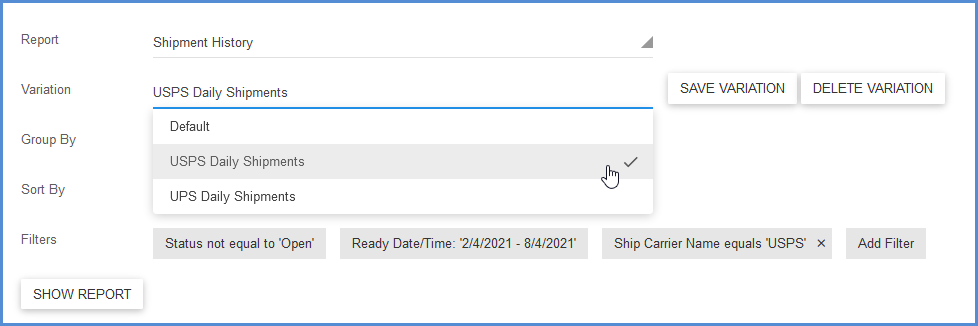 Report Shipment History
Variation USPS Daily Shipments SAVE VARIATION DELETE VARIATION
Default
Group By
USPS Daily Shipments
Sort By UPS Daily Shipments
Filters Status not equal to 'Open' Ready Date/Time: '2/4/2021 - 8/4/2021' Ship Carrier Name equals 'USPS' × Add Filter
SHOW REPORT